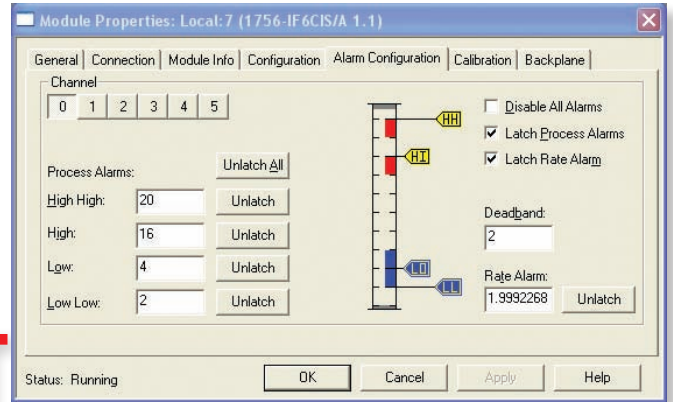 Module Properties: Local:7 (1756-IF6CIS/A 1.1)
General Connection Module Info Configuration Alarm Configuration Calibration Backplane
Channel
0 1 2 3 4 5
HH
HI
LO
LL
Process Alarms:
Unlatch All
High High: 20 Unlatch
High: 16 Unlatch
Low: 4 Unlatch
Low Low: 2 Unlatch
Disable All Alarms
Latch Process Alarms
Latch Rate Alarm
Deadband:
2
Rate Alarm:
1.9992268 Unlatch
Status: Running
OK Cancel Apply Help